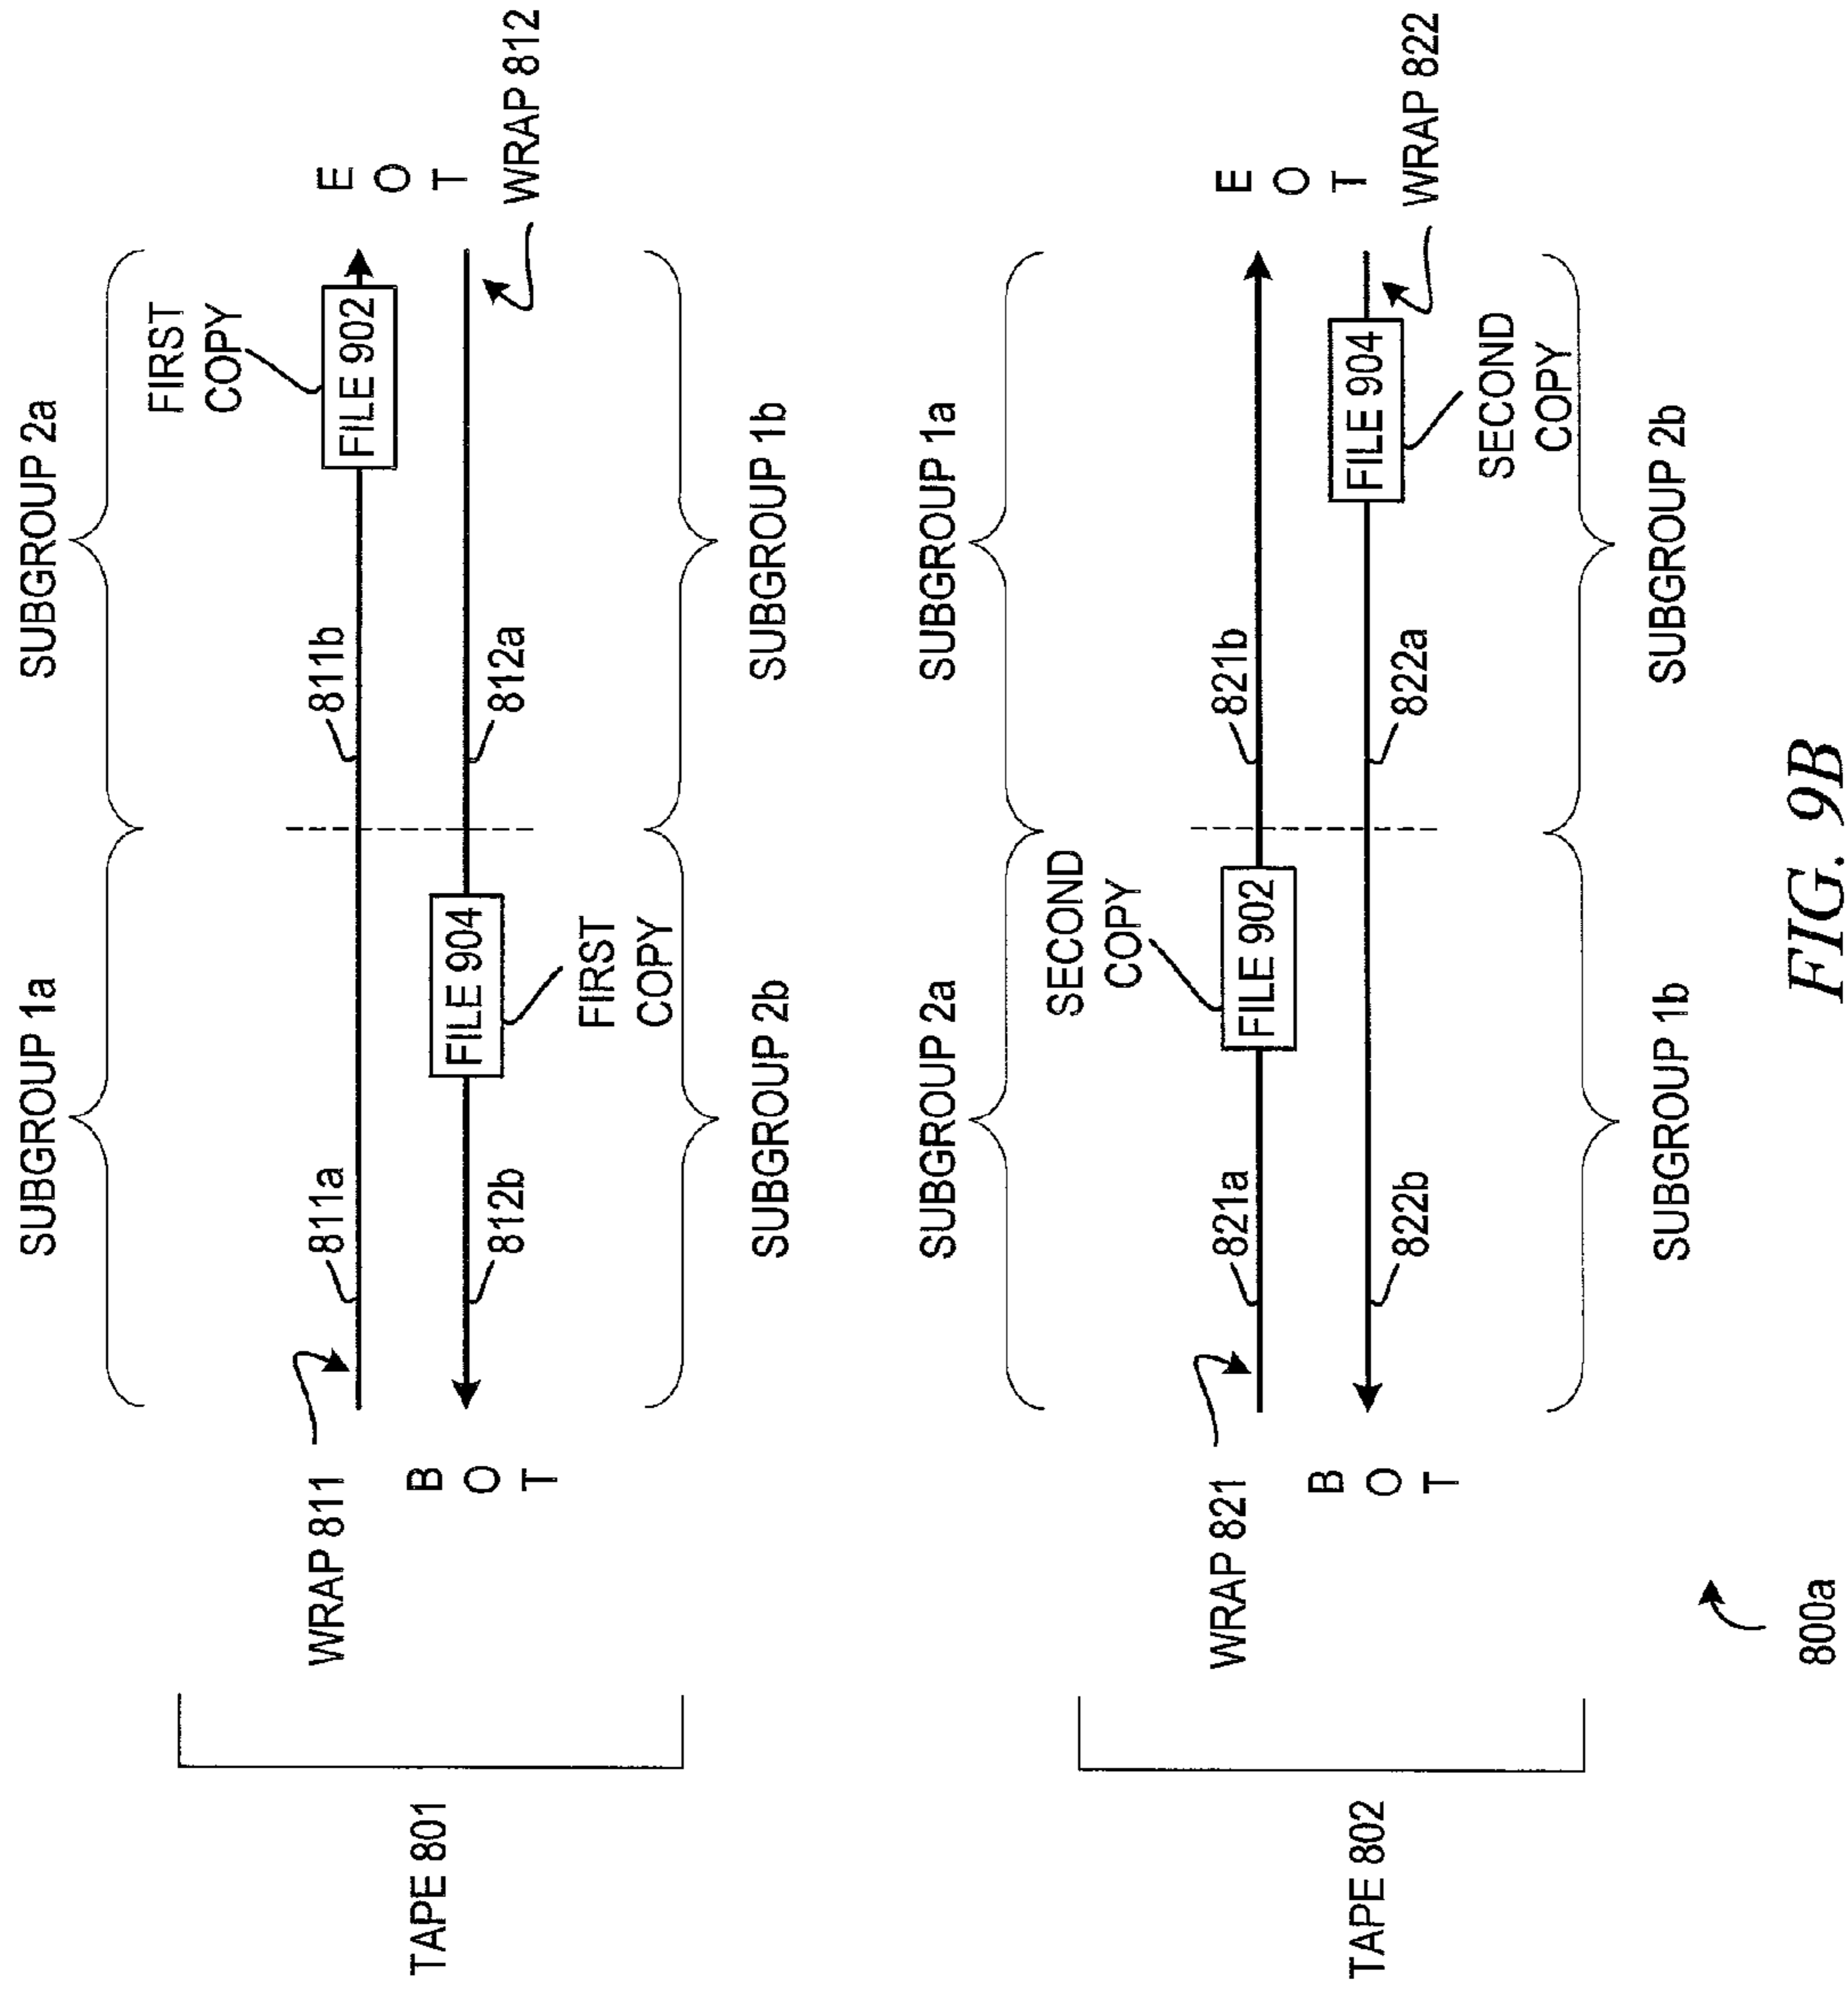 SUBGROUP 1a
SUBGROUP 2a
FIRST
COPY
WRAP 811
811a
811b
FILE 902
E
O
T
TAPE 801
B
O
T
812b
FILE 904
812a
WRAP 812
FIRST
COPY
SUBGROUP 2b
SUBGROUP 1b
SUBGROUP 2a
SUBGROUP 1a
SECOND
COPY
WRAP 821
821a
FILE 902
821b
E
O
T
TAPE 802
B
O
T
822b
822a
FILE 904
WRAP 822
SECOND
COPY
SUBGROUP 1b
SUBGROUP 2b
800a
FIG. 9B